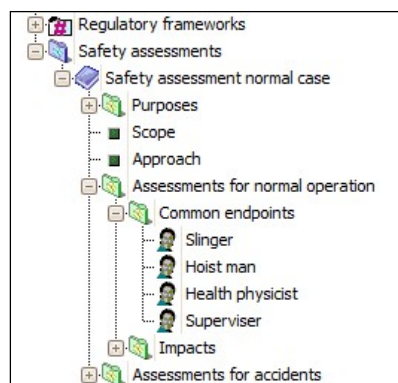 Regulatory frameworks
Safety assessments
Safety assessment normal case
Purposes
Scope
Approach
Assessments for normal operation
Common endpoints
Slinger
Hoist man
Health physicist
Superviser
Impacts
Assessments for accidents